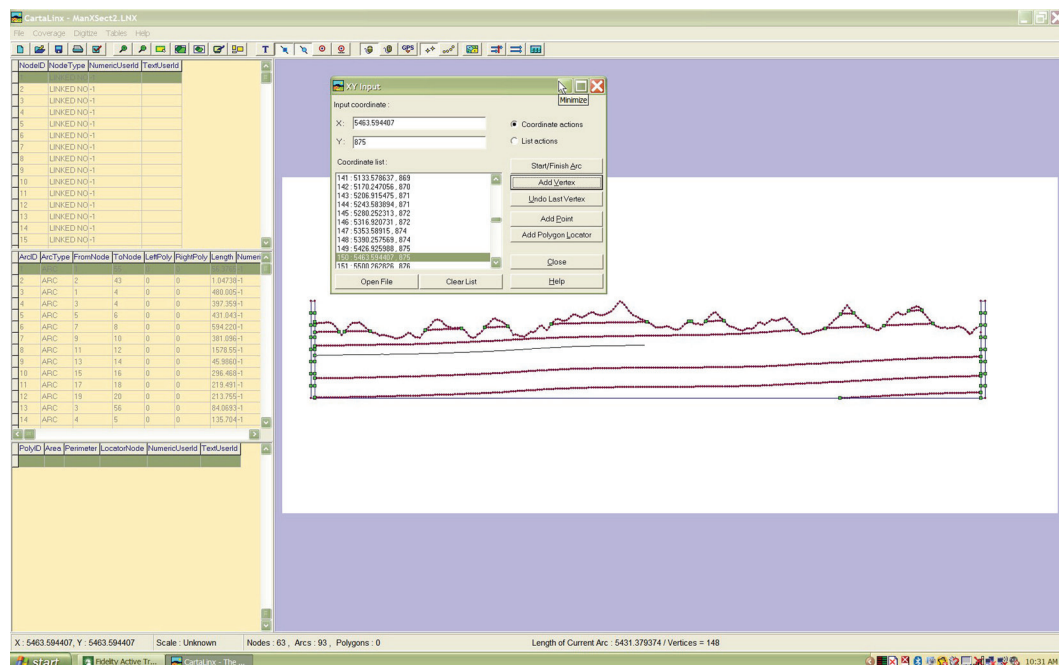 CartaLinx - ManXSect2.LNX
File Coverage Digitize Tables Help
T GPS
NodeID NodeType NumericUserId TextUserId
LINKED NO -1
2 LINKED NO -1
3 LINKED NO -1
4 LINKED NO -1
5 LINKED NO -1
6 LINKED NO -1
7 LINKED NO -1
8 LINKED NO -1
9 LINKED NO -1
10 LINKED NO -1
11 LINKED NO -1
12 LINKED NO -1
13 LINKED NO -1
14 LINKED NO -1
15 LINKED NO -1
XY Input
Minimize
Input coordinate :
X: 5463.594407
Y: 875
Coordinate actions
List actions
Coordinate list :
141 : 5133.578637 , 869
142 : 5170.247056 , 870
143 : 5206.915475 , 871
144 : 5243.583894 , 871
145 : 5280.252313 , 872
146 : 5316.920731 , 872
147 : 5353.58915 , 874
148 : 5390.257569 , 874
149 : 5426.925988 , 875
150 : 5463.594407 , 875
151 : 5500.262826 , 876
Start/Finish Arc
Add Vertex
Undo Last Vertex
Add Point
Add Polygon Locator
Close
Open File Clear List Help
ArcID ArcType FromNode ToNode LeftPoly RightPoly Length Numeri
2 ARC 2 43 0 0 1.04738 -1
3 ARC 1 4 0 0 480.005 -1
4 ARC 3 4 0 0 397.359 -1
5 ARC 5 6 0 0 431.043 -1
6 ARC 7 8 0 0 594.220 -1
7 ARC 9 10 0 0 381.096 -1
8 ARC 11 12 0 0 1578.55 -1
9 ARC 13 14 0 0 45.9860 -1
10 ARC 15 16 0 0 296.468 -1
11 ARC 17 18 0 0 219.491 -1
12 ARC 19 20 0 0 213.755 -1
13 ARC 3 56 0 0 84.0693 -1
14 ARC 4 5 0 0 135.704 -1
PolyID Area Perimeter LocatorNode NumericUserId TextUserId
X : 5463.594407, Y : 5463.594407 Scale : Unknown Nodes : 63 , Arcs : 93 , Polygons : 0 Length of Current Arc : 5431.379374 / Vertices = 148
start Fidelity Active Tr... CartaLinx - The ... 10:31 AM